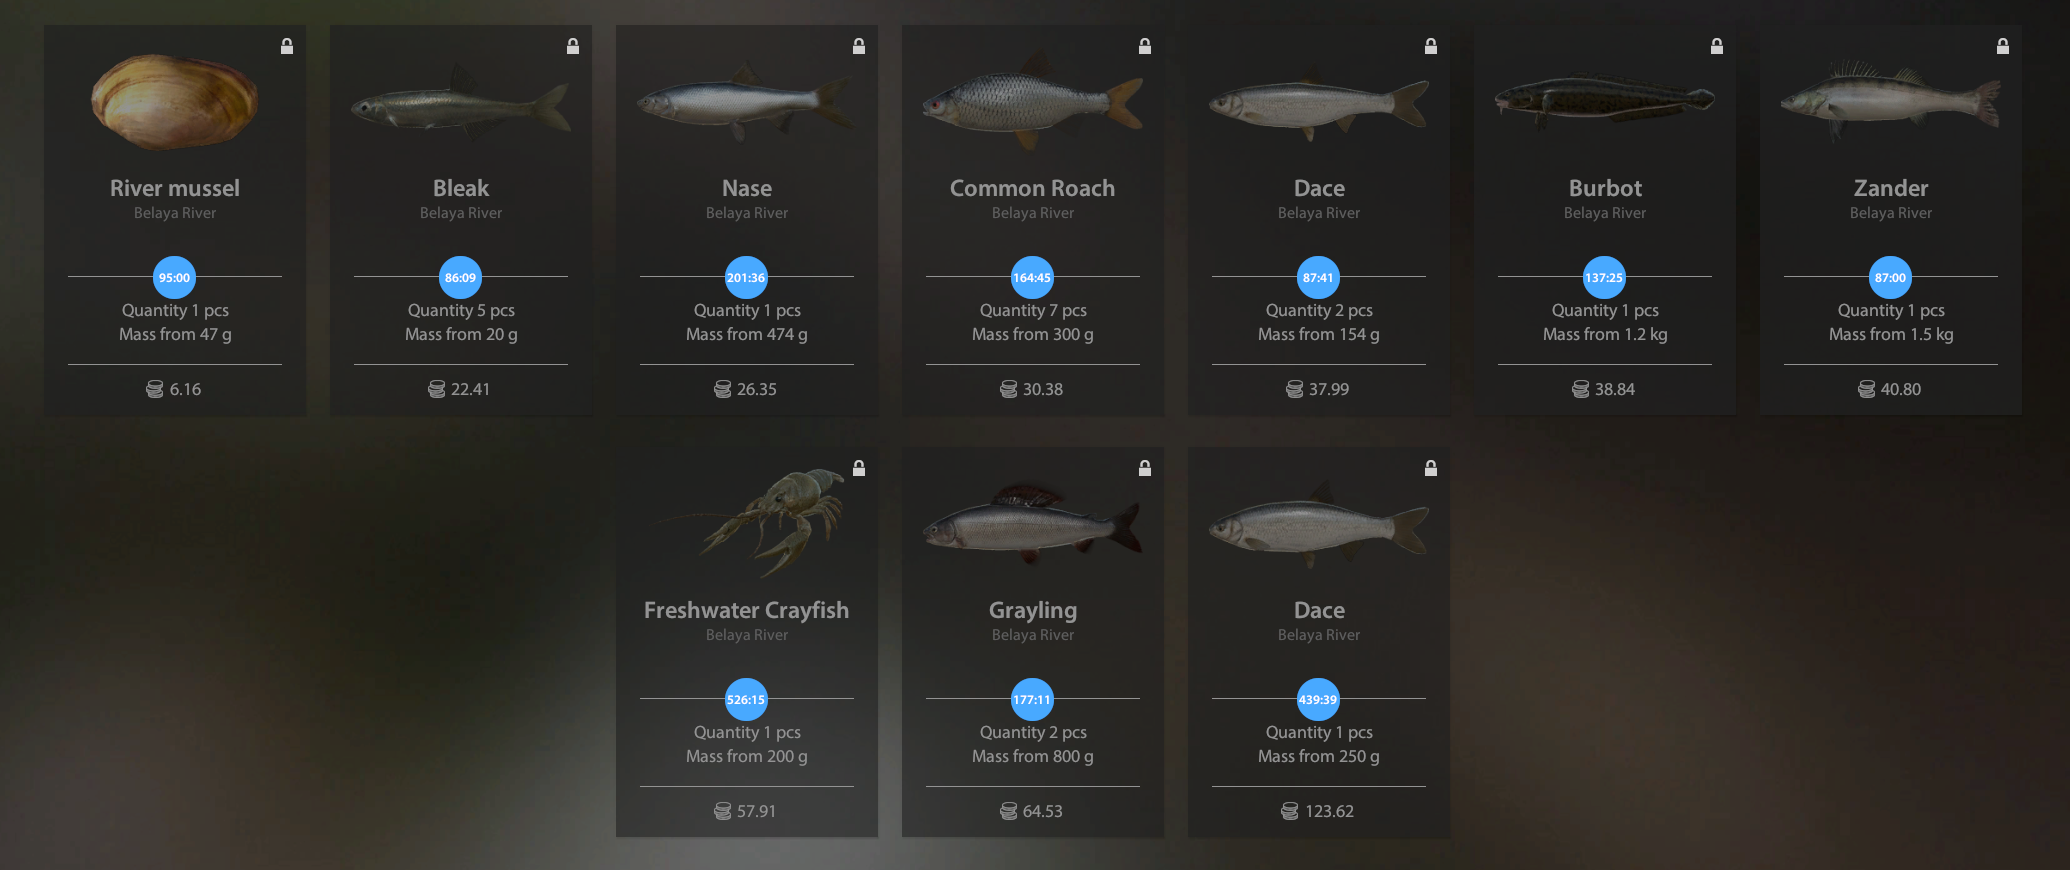 River mussel
Belaya River
95:00
Quantity 1 pcs
Mass from 47 g
6.16
Bleak
Belaya River
86:09
Quantity 5 pcs
Mass from 20 g
22.41
Nase
Belaya River
201:36
Quantity 1 pcs
Mass from 474 g
26.35
Common Roach
Belaya River
164:45
Quantity 7 pcs
Mass from 300 g
30.38
Dace
Belaya River
87:41
Quantity 2 pcs
Mass from 154 g
37.99
Burbot
Belaya River
137:25
Quantity 1 pcs
Mass from 1.2 kg
38.84
Zander
Belaya River
87:00
Quantity 1 pcs
Mass from 1.5 kg
40.80
Freshwater Crayfish
Belaya River
526:15
Quantity 1 pcs
Mass from 200 g
57.91
Grayling
Belaya River
177:11
Quantity 2 pcs
Mass from 800 g
64.53
Dace
Belaya River
439:39
Quantity 1 pcs
Mass from 250 g
123.62